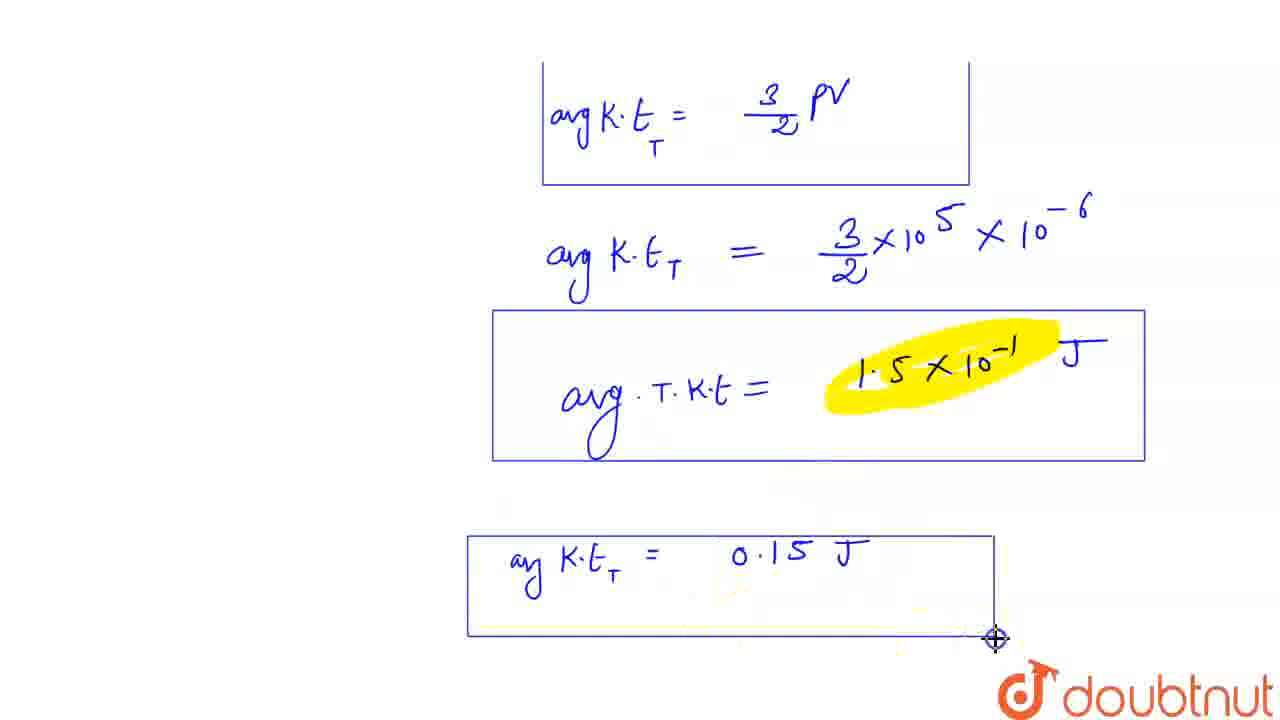 avg K.E_T = 3/2 PV
avg K.E_T = 3/2 × 10^5 × 10^-6
avg. T.K.E = 1.5 × 10^-1 J
avg K.E_T = 0.15 J
doubtnut